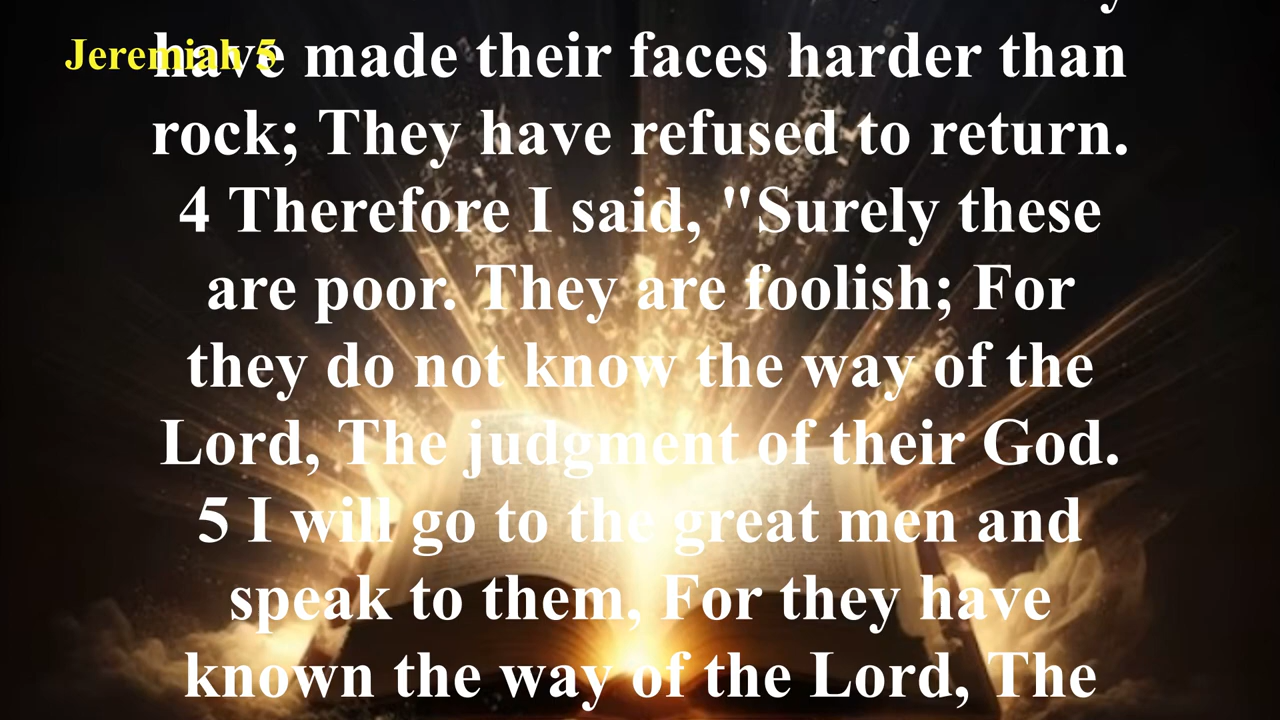 Jeremiah 5
have made their faces harder than
rock; They have refused to return.
4 Therefore I said, "Surely these
are poor. They are foolish; For
they do not know the way of the
Lord, The judgment of their God.
5 I will go to the great men and
speak to them, For they have
known the way of the Lord, The